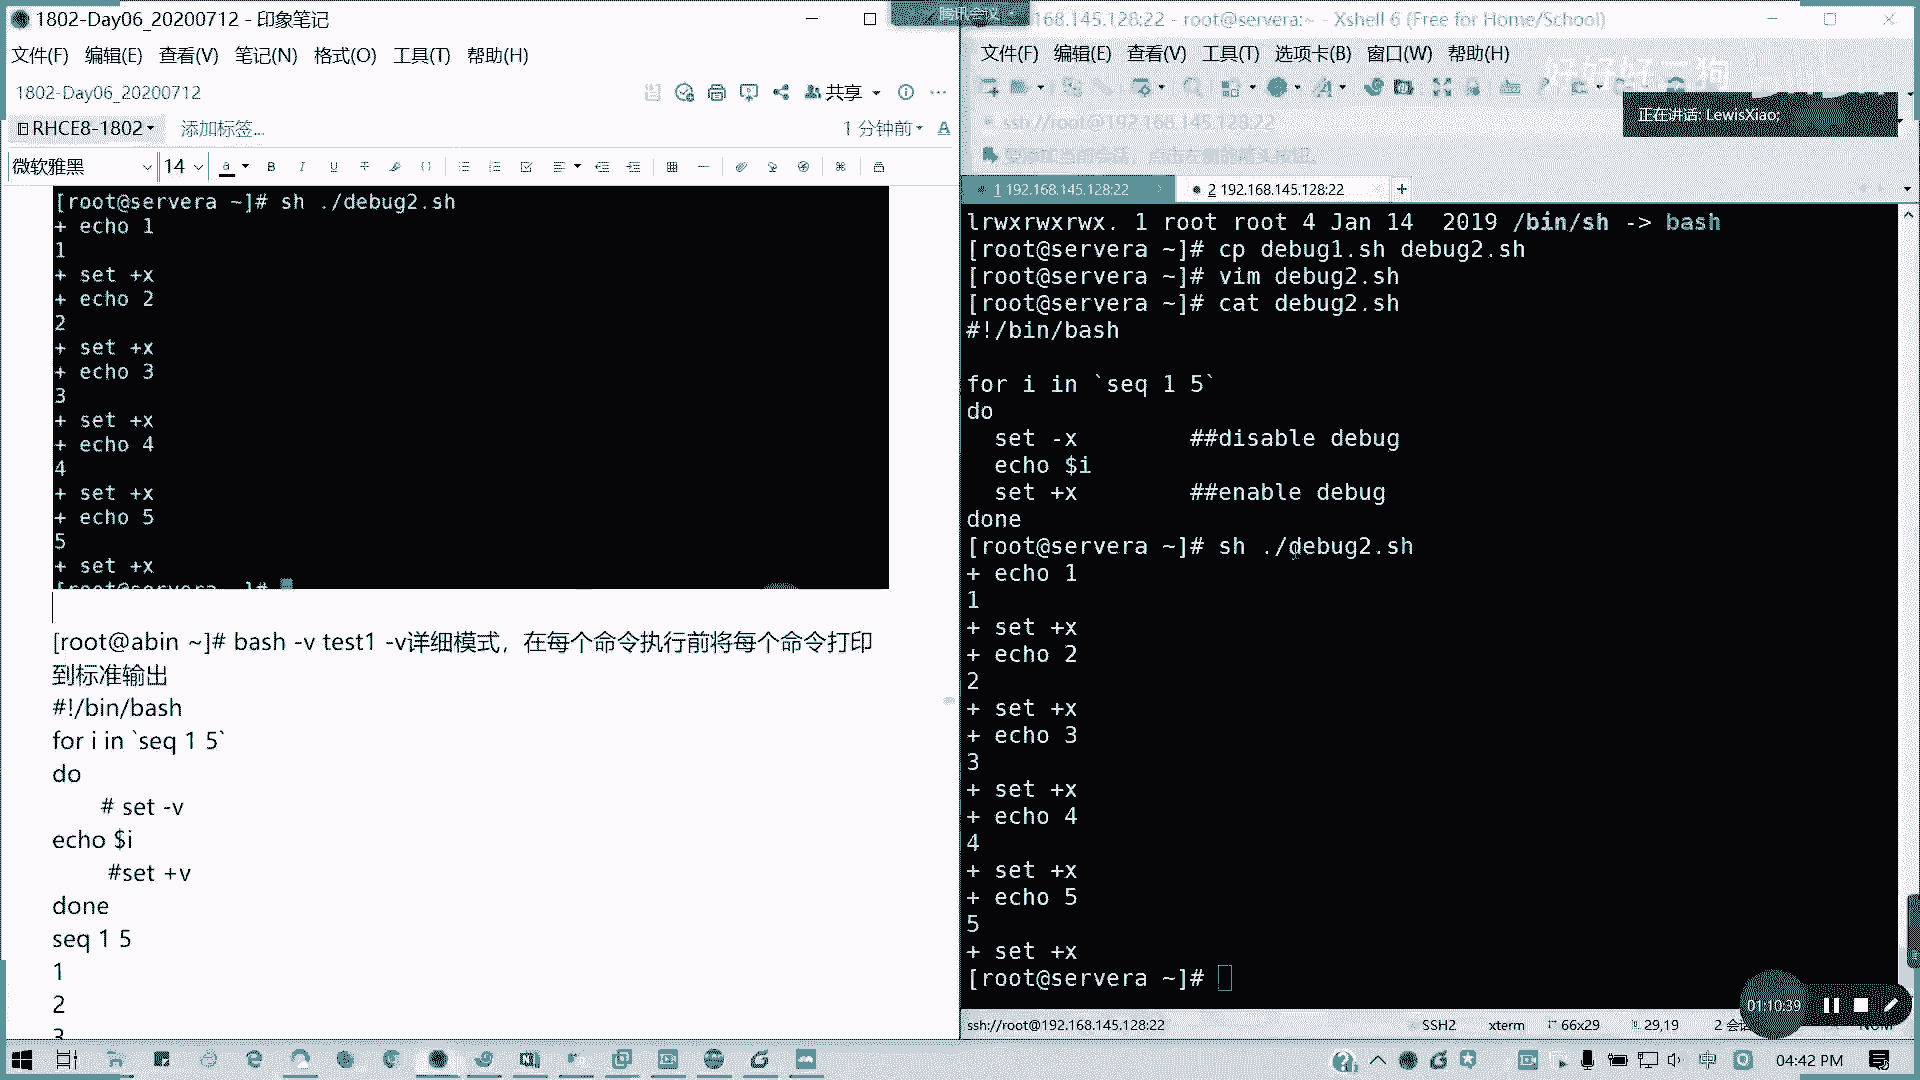 1802-Day06_20200712 - 印象笔记
文件(F) 编辑(E) 查看(V) 笔记(N) 格式(O) 工具(T) 帮助(H)
1802-Day06_20200712
共享
RHCE8-1802 添加标签...
1 分钟前
微软雅黑 14
[root@servera ~]# sh ./debug2.sh
+ echo 1
1
+ set +x
+ echo 2
2
+ set +x
+ echo 3
3
+ set +x
+ echo 4
4
+ set +x
+ echo 5
5
+ set +x
[root@servera ~]#
[root@abin ~]# bash -v test1 -v详细模式，在每个命令执行前将每个命令打印
到标准输出
#!/bin/bash
for i in `seq 1 5`
do
# set -v
echo $i
#set +v
done
seq 1 5
1
2
3
腾讯会议
168.145.128:22 - root@servera:~ - Xshell 6 (Free for Home/School)
文件(F) 编辑(E) 查看(V) 工具(T) 选项卡(B) 窗口(W) 帮助(H)
正在讲话: LewisXiao;
ssh://root@192.168.145.128:22
要添加当前会话，点击左侧的箭头按钮。
1 192.168.145.128:22
2 192.168.145.128:22
lrwxrwxrwx. 1 root root 4 Jan 14  2019 /bin/sh -> bash
[root@servera ~]# cp debug1.sh debug2.sh
[root@servera ~]# vim debug2.sh
[root@servera ~]# cat debug2.sh
#!/bin/bash
for i in `seq 1 5`
do
set -x ##disable debug
echo $i
set +x ##enable debug
done
[root@servera ~]# sh ./debug2.sh
+ echo 1
1
+ set +x
+ echo 2
2
+ set +x
+ echo 3
3
+ set +x
+ echo 4
4
+ set +x
+ echo 5
5
+ set +x
[root@servera ~]#
01:10:39
ssh://root@192.168.145.128:22 SSH2 xterm 66x29 29,19 2 会 NUM
中
04:42 PM